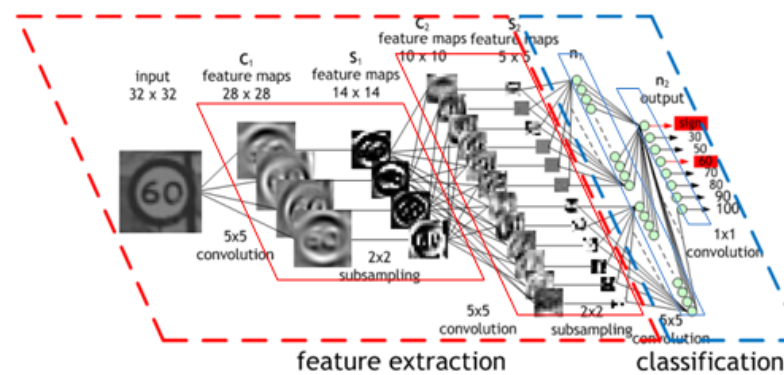 input
32 x 32
C1
feature maps
28 x 28
S1
feature maps
14 x 14
C2
feature maps
10 x 10
S2
feature maps
5 x 5
n1
n2
output
sign
30
50
60
70
80
90
100
60
5x5
convolution
2x2
subsampling
5x5
convolution
2x2
subsampling
5x5
convolution
1x1
convolution
feature extraction
classification